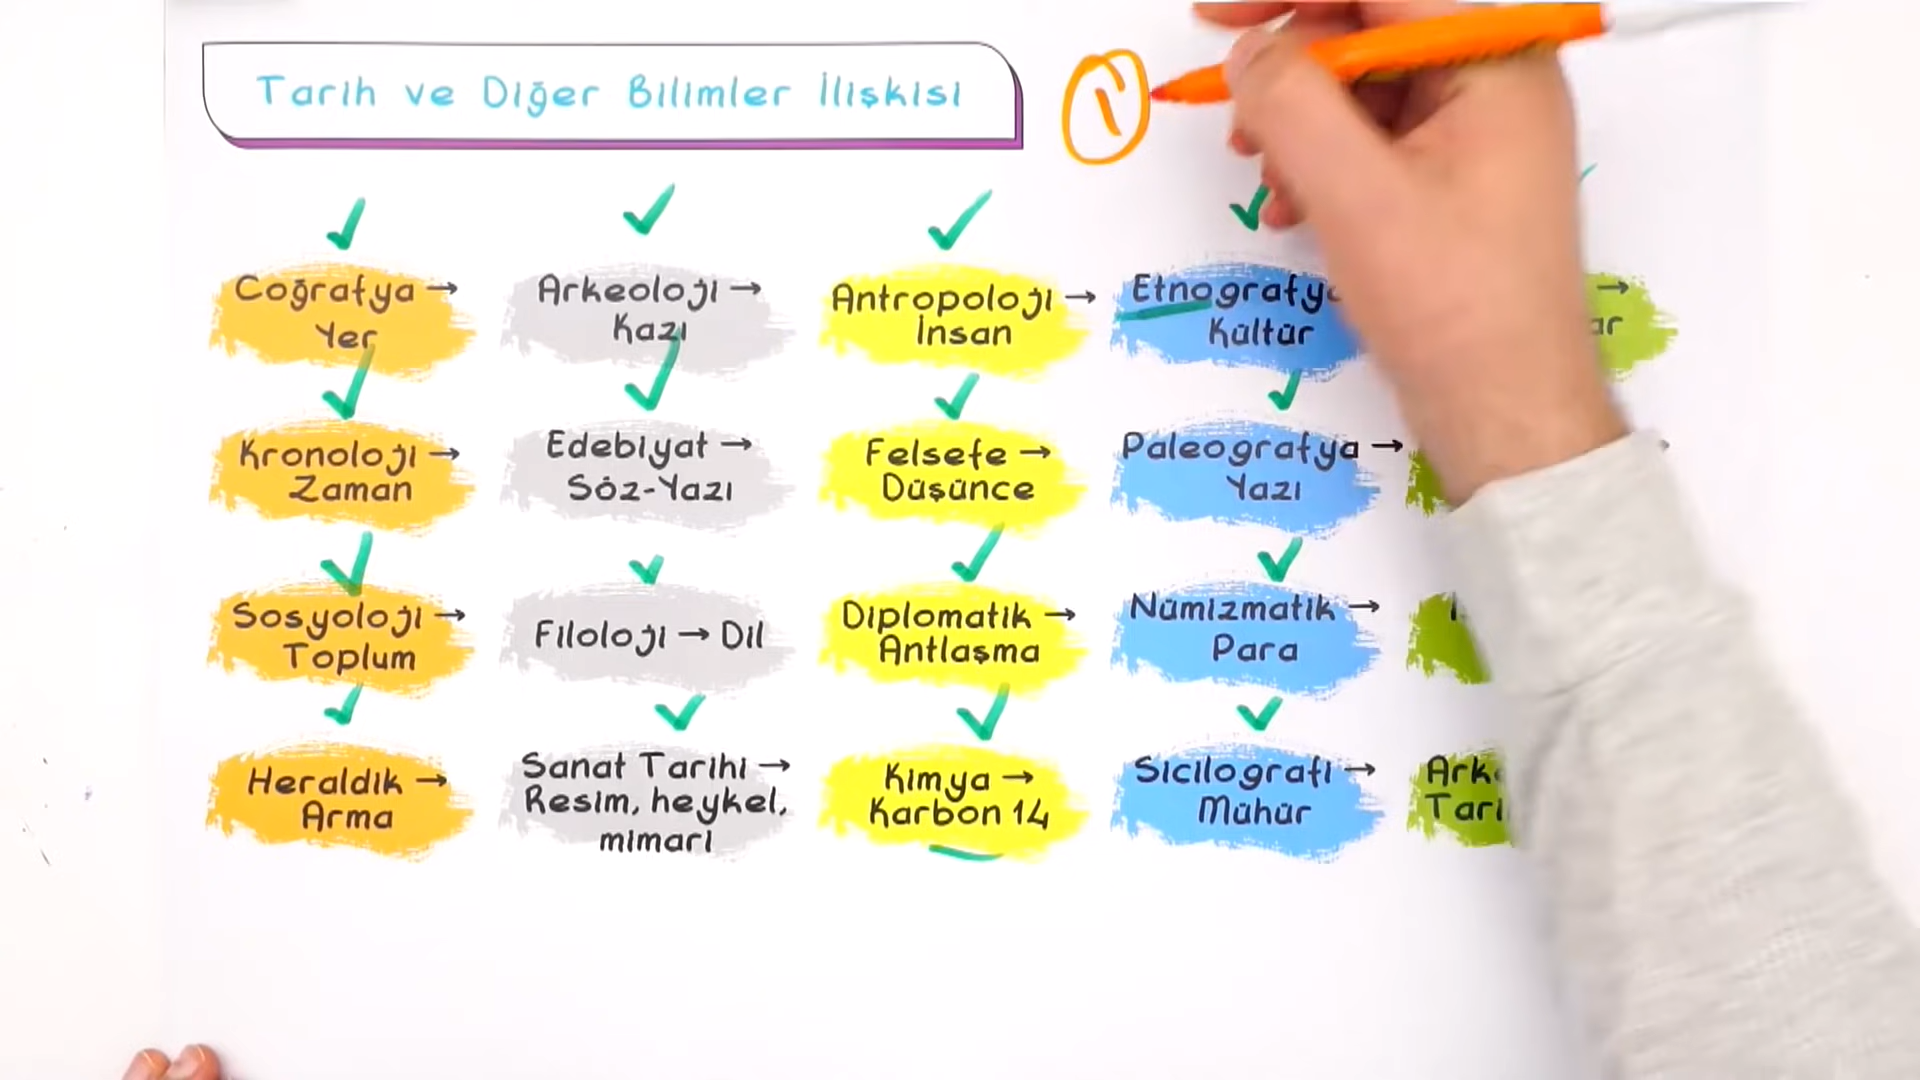 Tarih ve Diğer Bilimler İlişkisi
1
Coğrafya →
Yer
Arkeoloji →
Kazı
Antropoloji →
İnsan
Etnografya
Kültür
→
Kronoloji →
Zaman
Edebiyat →
Söz-Yazı
Felsefe →
Düşünce
Paleografya →
Yazı
Sosyoloji →
Toplum
Filoloji → Dil
Diplomatik →
Antlaşma
Nümizmatik →
Para
Heraldik →
Arma
Sanat Tarihi →
Resim, heykel,
mimari
Kimya →
Karbon 14
Sicilografi →
Mühür